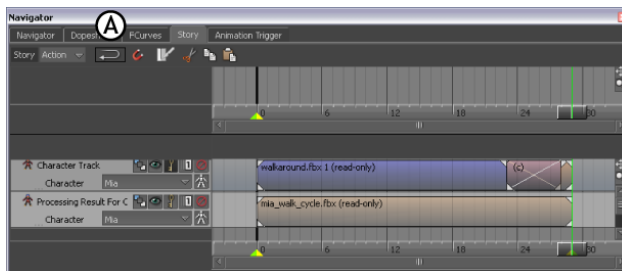 Navigator
Navigator Dopes A FCurves Story Animation Trigger
Story Action
0 6 12 18 24 30
Character Track walkaround.fbx 1 (read-only) (c)
Character Mia
Processing Result For C mia_walk_cycle.fbx (read-only)
Character Mia
0 6 12 18 24 30